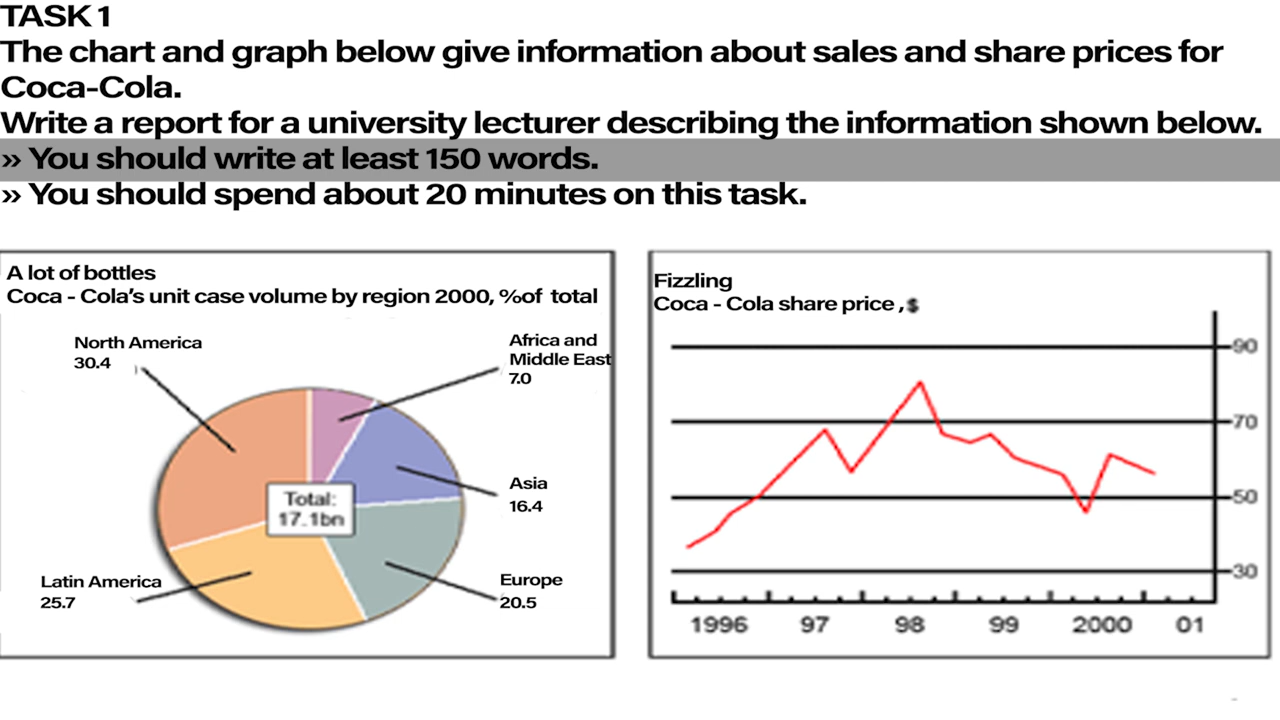 TASK 1
The chart and graph below give information about sales and share prices for
Coca-Cola.
Write a report for a university lecturer describing the information shown below.
» You should write at least 150 words.
» You should spend about 20 minutes on this task.
A lot of bottles
Coca - Cola's unit case volume by region 2000, %of total
North America
30.4
Africa and
Middle East
7.0
Asia
16.4
Total:
17.1bn
Latin America
25.7
Europe
20.5
Fizzling
Coca - Cola share price , $
90
70
50
30
1996 97 98 99 2000 01